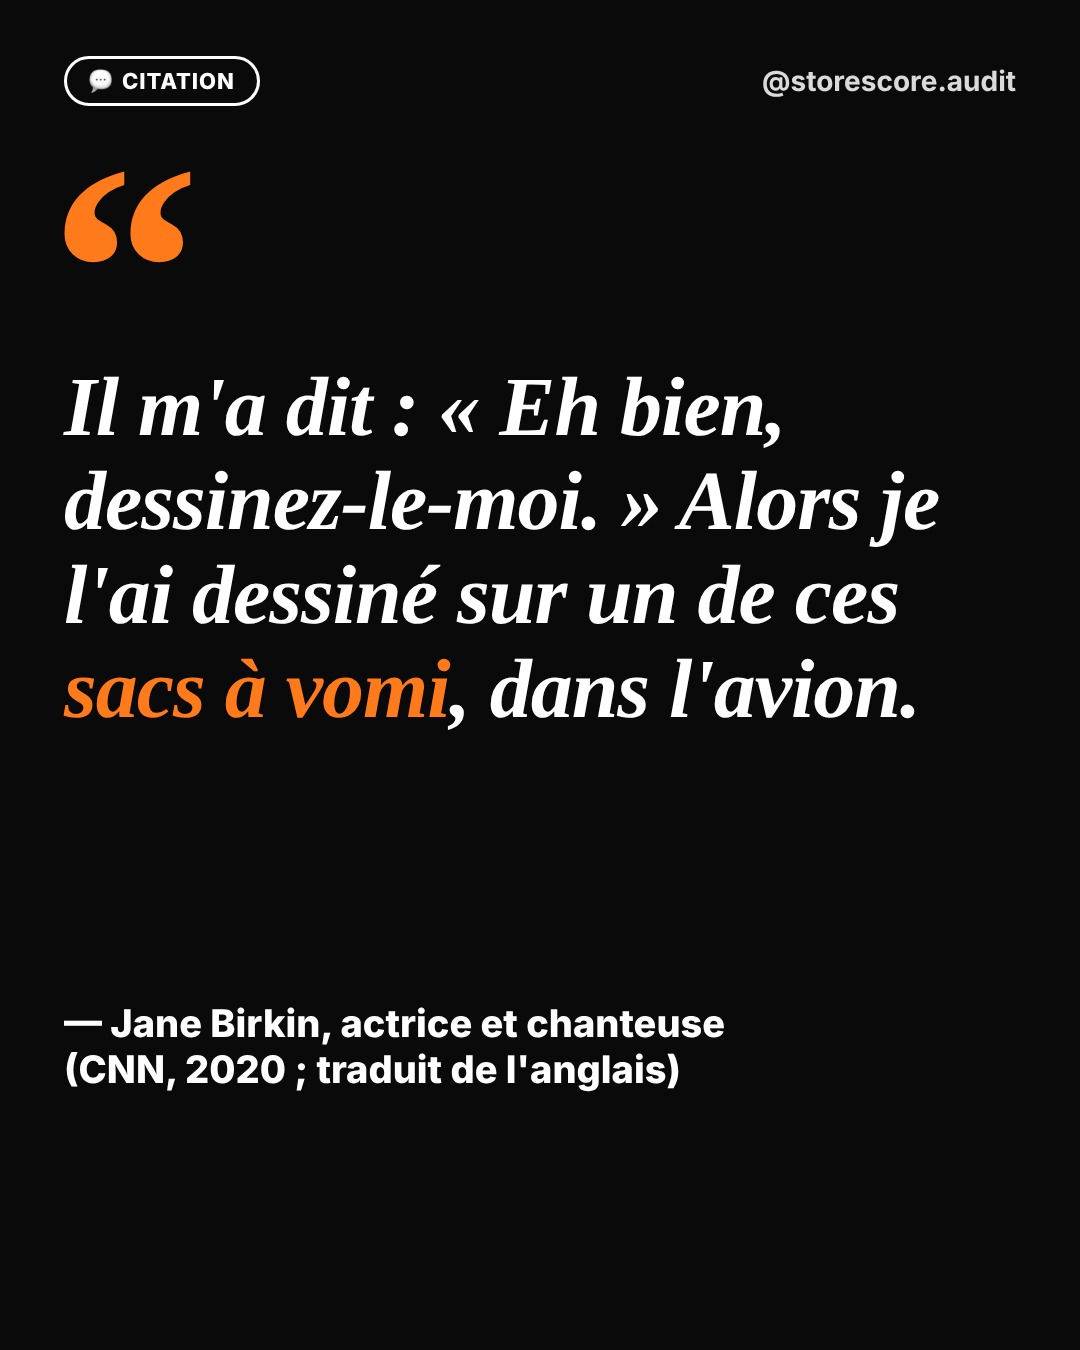 💬 CITATION
@storescore.audit
“
Il m'a dit : « Eh bien,
dessinez-le-moi. » Alors je
l'ai dessiné sur un de ces
sacs à vomi, dans l'avion.
— Jane Birkin, actrice et chanteuse
(CNN, 2020 ; traduit de l'anglais)